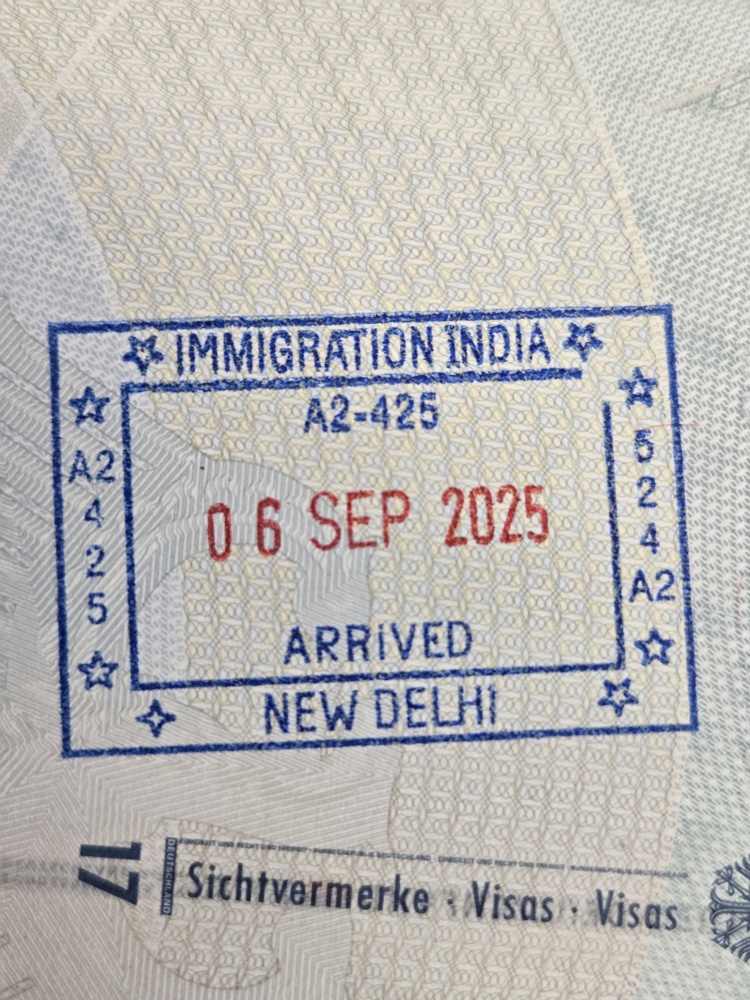 IMMIGRATION INDIA
A2-425
A2
4
2
5
06 SEP 2025
5
2
4
A2
ARRIVED
NEW DELHI
17
DEUTSCHLAND
Sichtvermerke · Visas · Visas